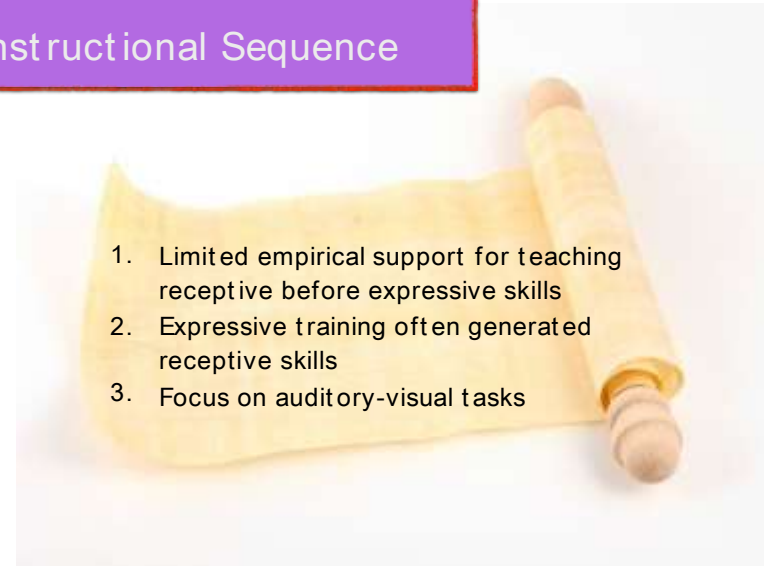 nstructional Sequence
1. Limited empirical support for teaching
receptive before expressive skills
2. Expressive training often generated
receptive skills
3. Focus on auditory-visual tasks